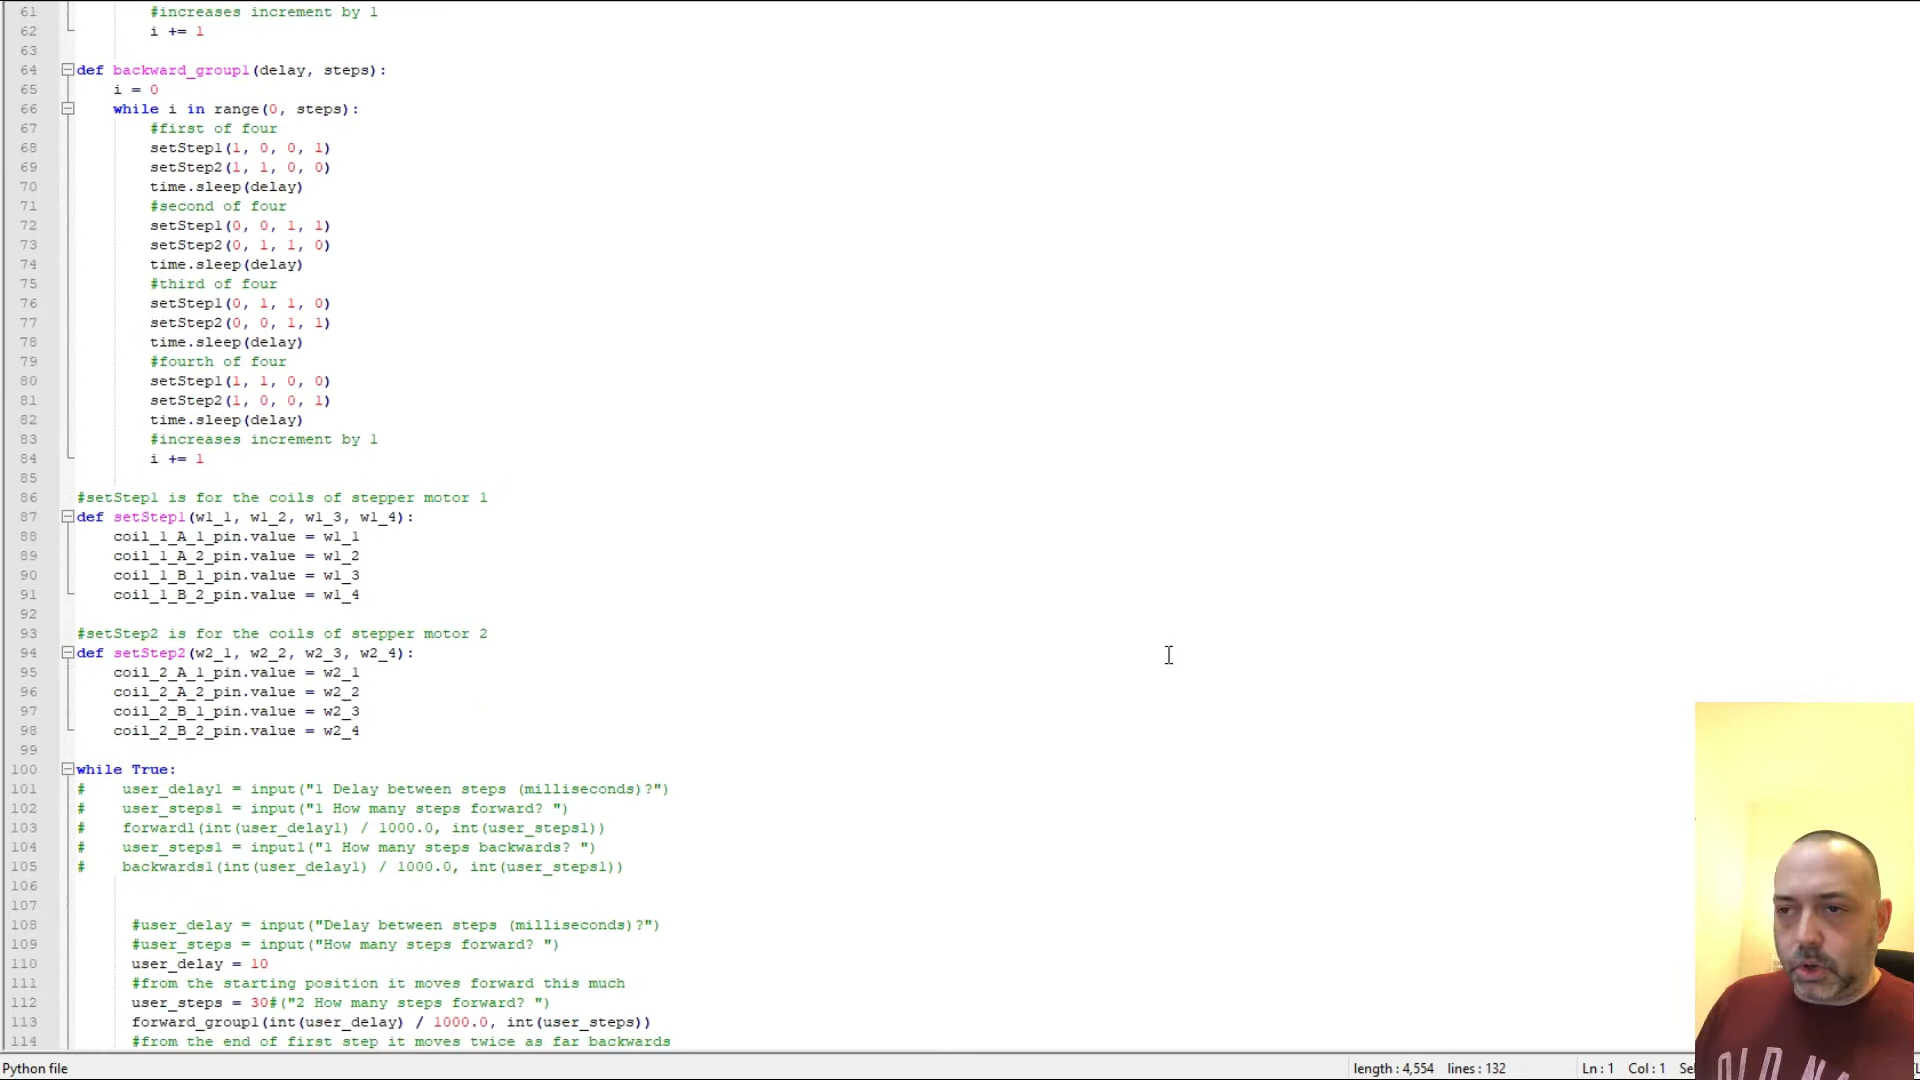 61 #increases increment by 1
62 i += 1
63
64 def backward_group1(delay, steps):
65 i = 0
66 while i in range(0, steps):
67 #first of four
68 setStep1(1, 0, 0, 1)
69 setStep2(1, 1, 0, 0)
70 time.sleep(delay)
71 #second of four
72 setStep1(0, 0, 1, 1)
73 setStep2(0, 1, 1, 0)
74 time.sleep(delay)
75 #third of four
76 setStep1(0, 1, 1, 0)
77 setStep2(0, 0, 1, 1)
78 time.sleep(delay)
79 #fourth of four
80 setStep1(1, 1, 0, 0)
81 setStep2(1, 0, 0, 1)
82 time.sleep(delay)
83 #increases increment by 1
84 i += 1
85
86 #setStep1 is for the coils of stepper motor 1
87 def setStep1(w1_1, w1_2, w1_3, w1_4):
88 coil_1_A_1_pin.value = w1_1
89 coil_1_A_2_pin.value = w1_2
90 coil_1_B_1_pin.value = w1_3
91 coil_1_B_2_pin.value = w1_4
92
93 #setStep2 is for the coils of stepper motor 2
94 def setStep2(w2_1, w2_2, w2_3, w2_4):
95 coil_2_A_1_pin.value = w2_1
96 coil_2_A_2_pin.value = w2_2
97 coil_2_B_1_pin.value = w2_3
98 coil_2_B_2_pin.value = w2_4
99
100 while True:
101 # user_delay1 = input("1 Delay between steps (milliseconds)?")
102 # user_steps1 = input("1 How many steps forward? ")
103 # forward1(int(user_delay1) / 1000.0, int(user_steps1))
104 # user_steps1 = input1("1 How many steps backwards? ")
105 # backwards1(int(user_delay1) / 1000.0, int(user_steps1))
106
107
108 #user_delay = input("Delay between steps (milliseconds)?")
109 #user_steps = input("How many steps forward? ")
110 user_delay = 10
111 #from the starting position it moves forward this much
112 user_steps = 30#("2 How many steps forward? ")
113 forward_group1(int(user_delay) / 1000.0, int(user_steps))
114 #from the end of first step it moves twice as far backwards
Python file length : 4,554 lines : 132 Ln : 1 Col : 1